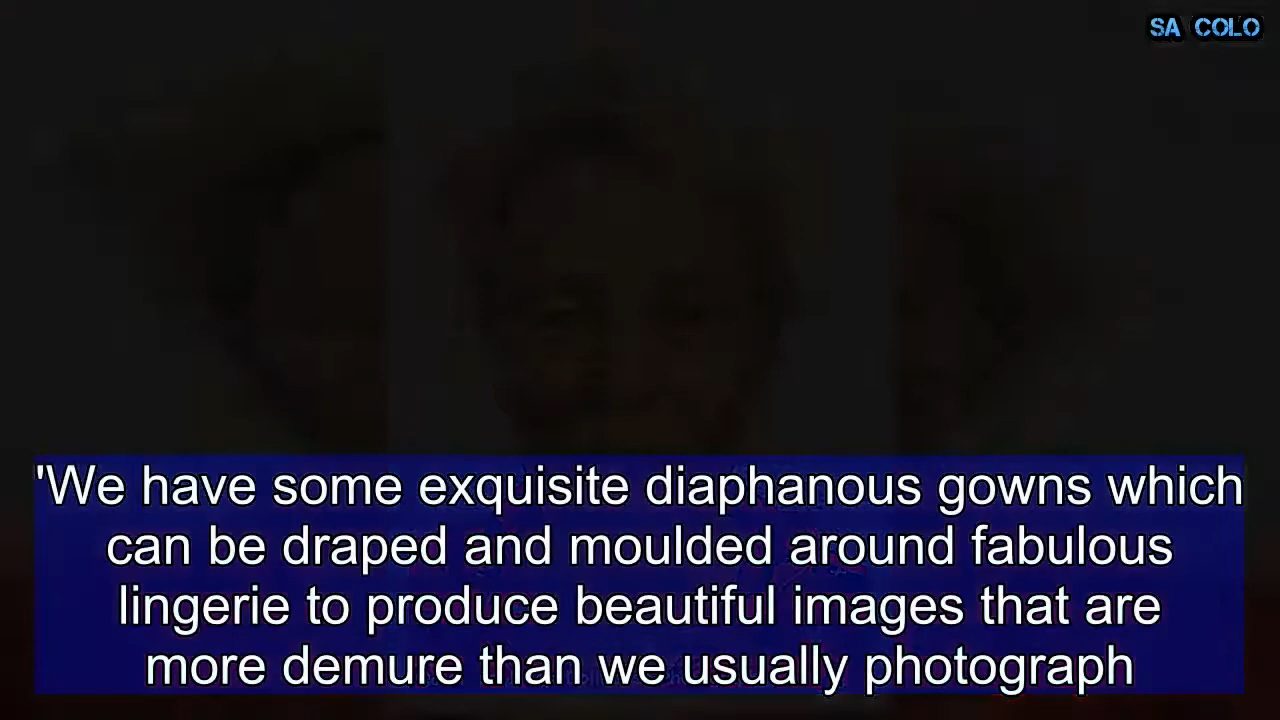 SA COLO
'We have some exquisite diaphanous gowns which
can be draped and moulded around fabulous
lingerie to produce beautiful images that are
more demure than we usually photograph